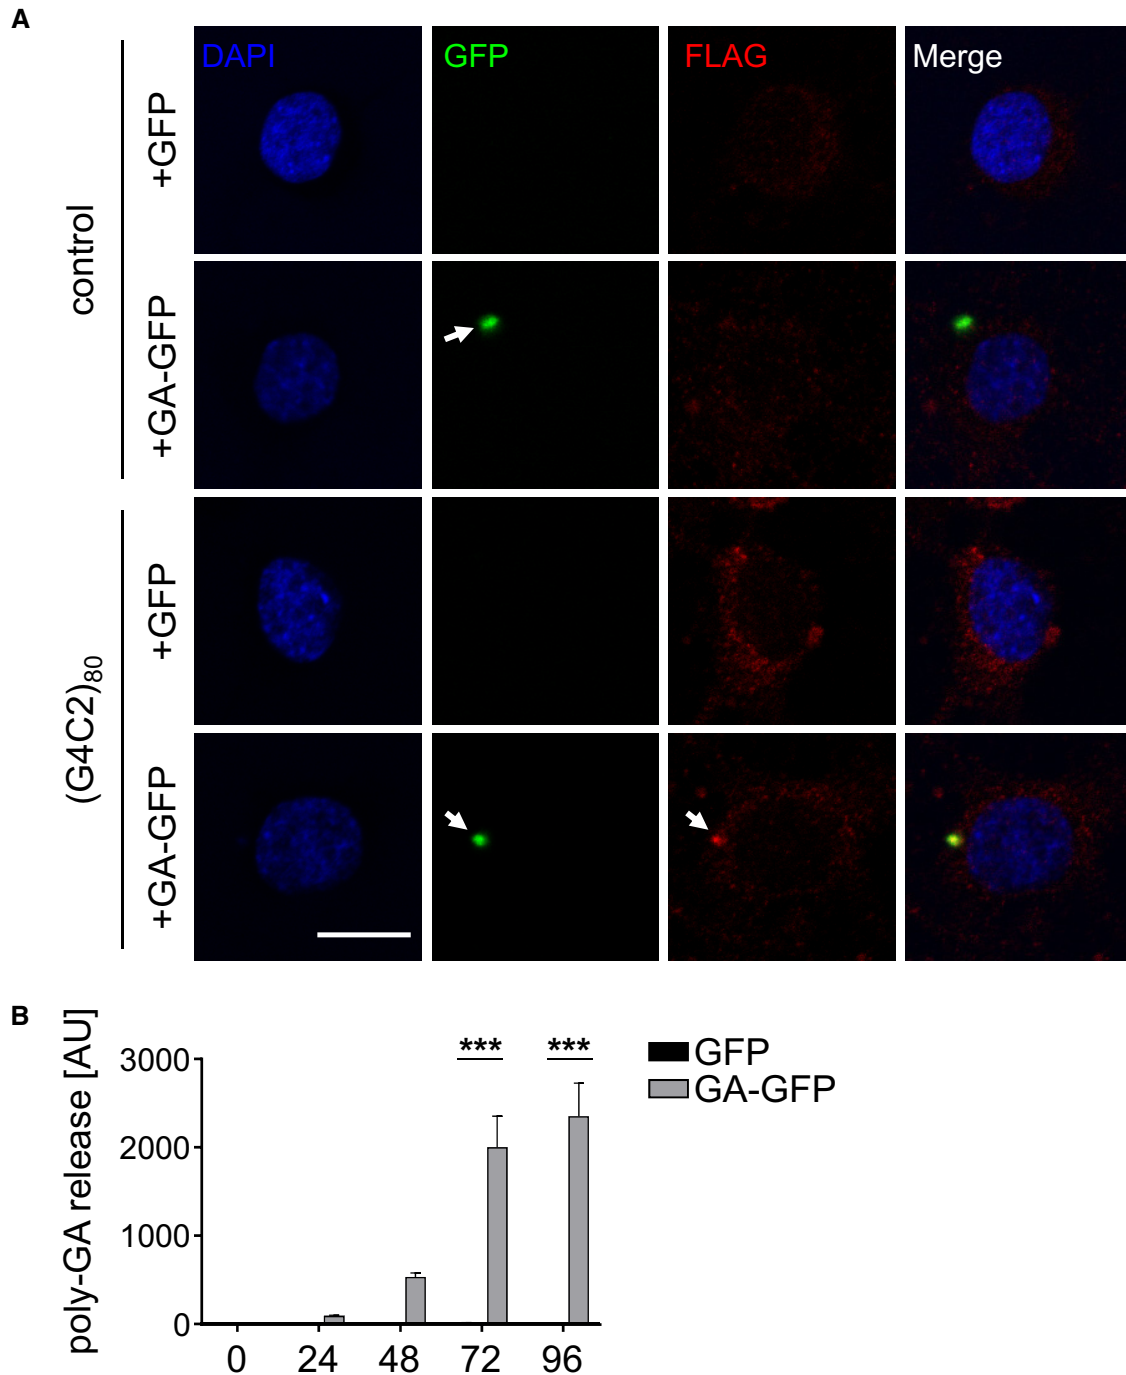 A
DAPI GFP FLAG Merge
control
+GFP
+GA-GFP
(G4C2)80
+GFP
+GA-GFP
B
poly-GA release [AU]
3000
2000
1000
0
*** ***
GFP
GA-GFP
0 24 48 72 96